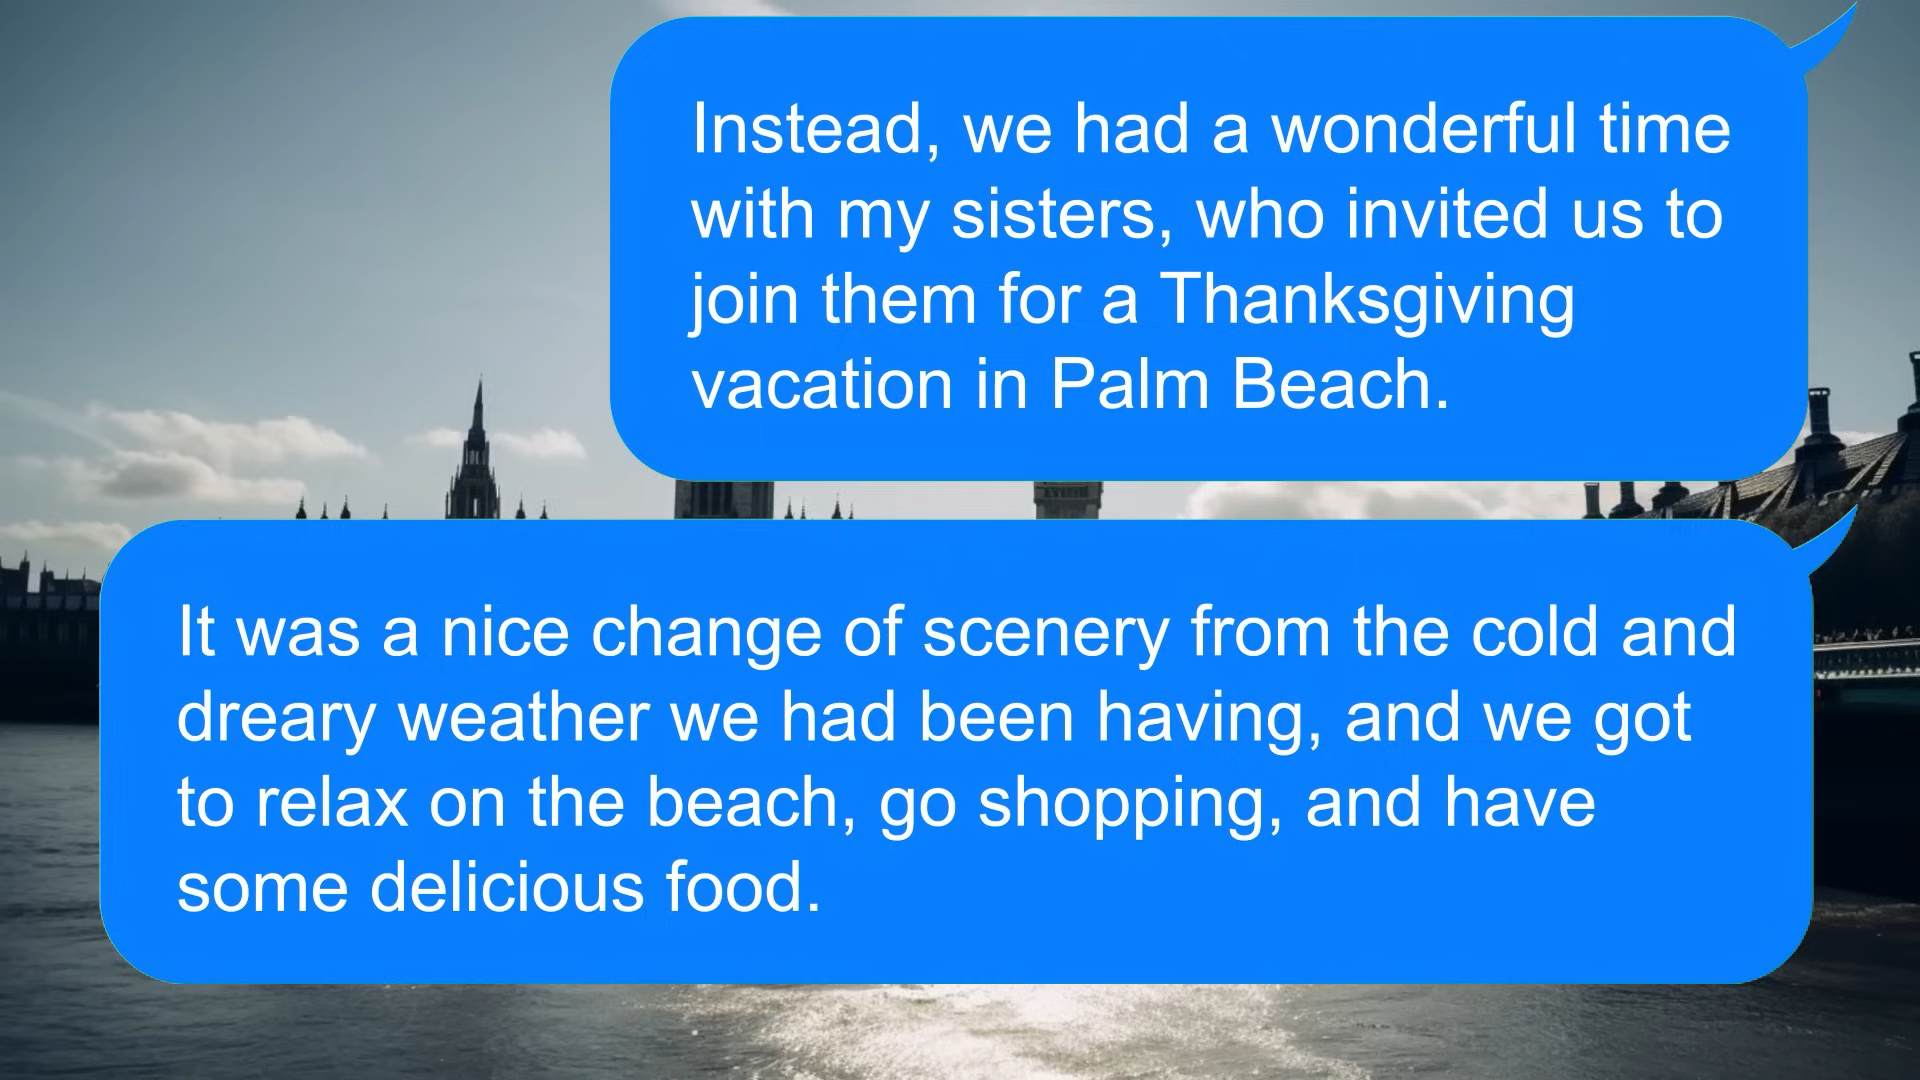 Instead, we had a wonderful time
with my sisters, who invited us to
join them for a Thanksgiving
vacation in Palm Beach.
It was a nice change of scenery from the cold and
dreary weather we had been having, and we got
to relax on the beach, go shopping, and have
some delicious food.